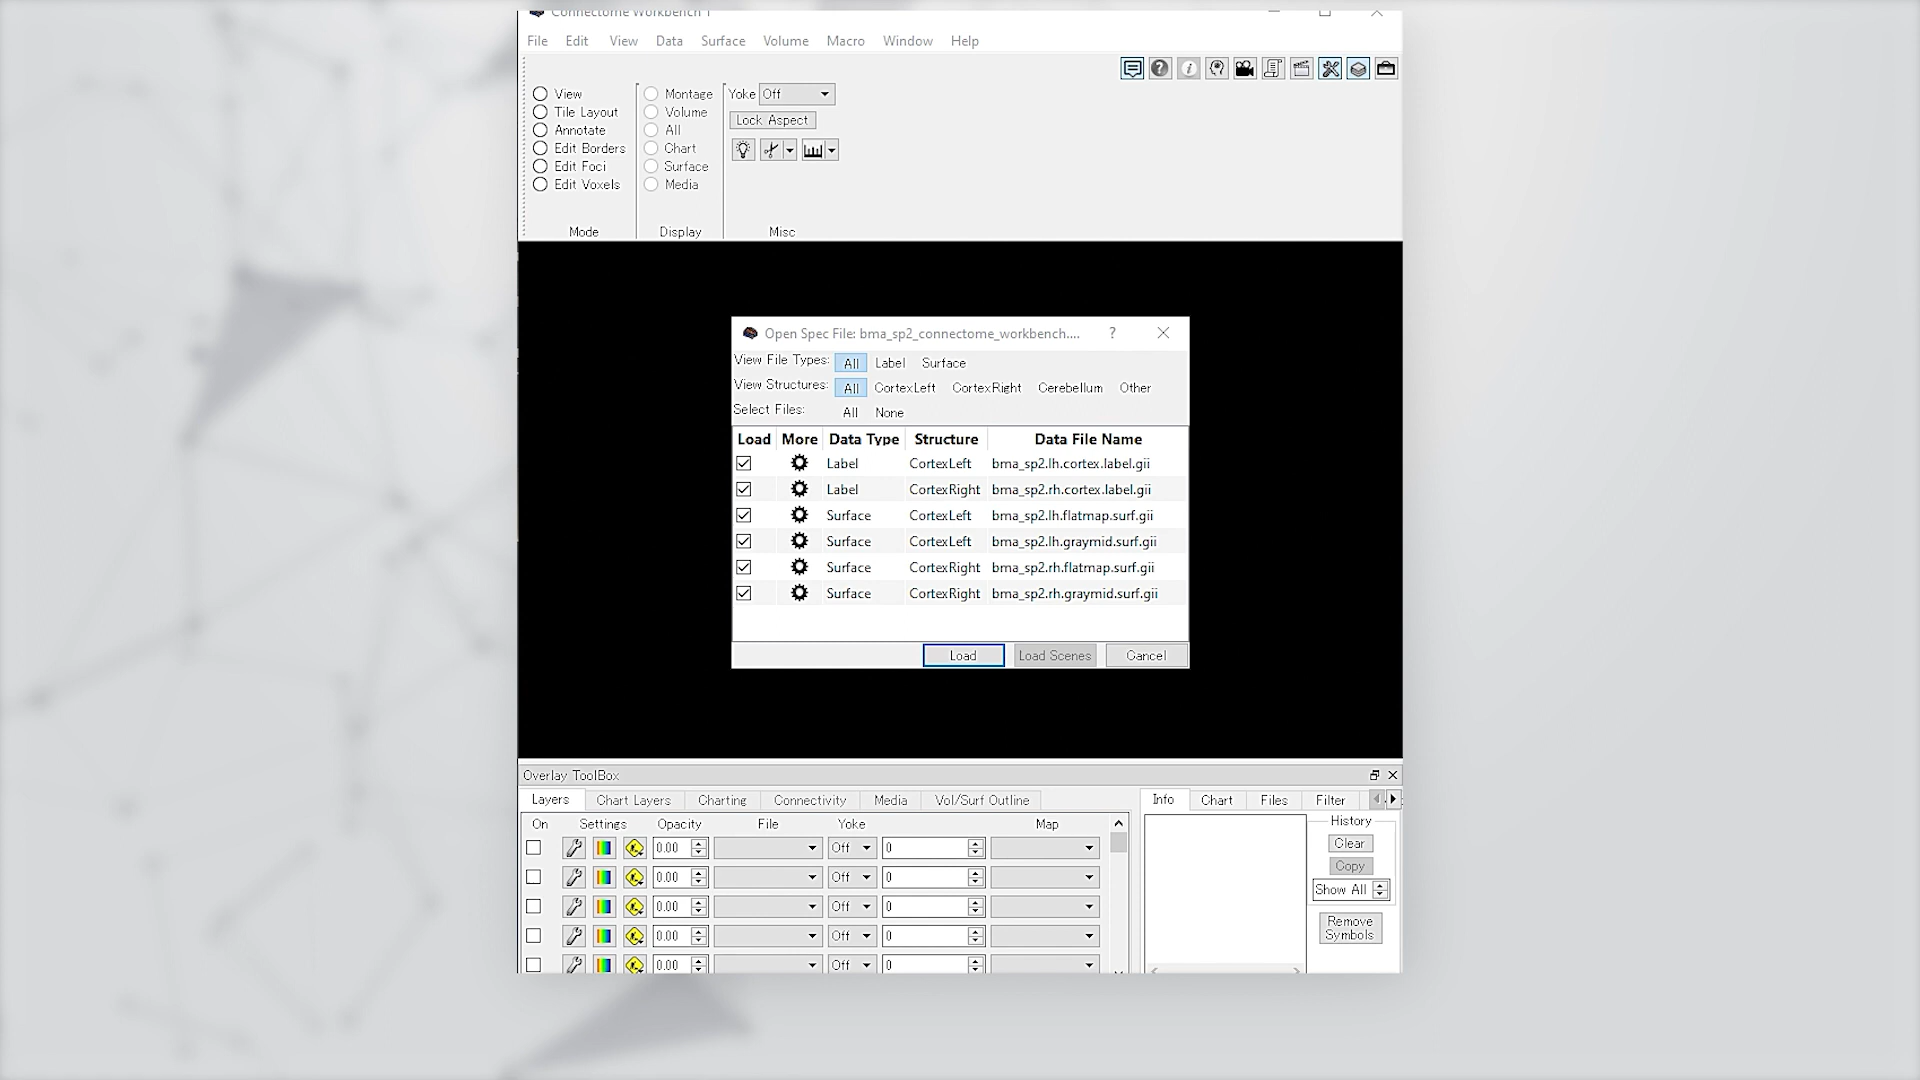 Connectome Workbench 1
File Edit View Data Surface Volume Macro Window Help
View
Tile Layout
Annotate
Edit Borders
Edit Foci
Edit Voxels
Mode
Montage
Volume
All
Chart
Surface
Media
Display
Yoke Off
Lock Aspect
Misc
Open Spec File: bma_sp2_connectome_workbench.... ?
View File Types: All Label Surface
View Structures: All CortexLeft CortexRight Cerebellum Other
Select Files: All None
Load More Data Type Structure Data File Name
Label CortexLeft bma_sp2.lh.cortex.label.gii
Label CortexRight bma_sp2.rh.cortex.label.gii
Surface CortexLeft bma_sp2.lh.flatmap.surf.gii
Surface CortexLeft bma_sp2.lh.graymid.surf.gii
Surface CortexRight bma_sp2.rh.flatmap.surf.gii
Surface CortexRight bma_sp2.rh.graymid.surf.gii
Load Load Scenes Cancel
Overlay ToolBox
Layers Chart Layers Charting Connectivity Media Vol/Surf Outline
On Settings Opacity File Yoke Map
0.00 Off 0
0.00 Off 0
0.00 Off 0
0.00 Off 0
0.00 Off 0
Info Chart Files Filter
History
Clear
Copy
Show All
Remove
Symbols